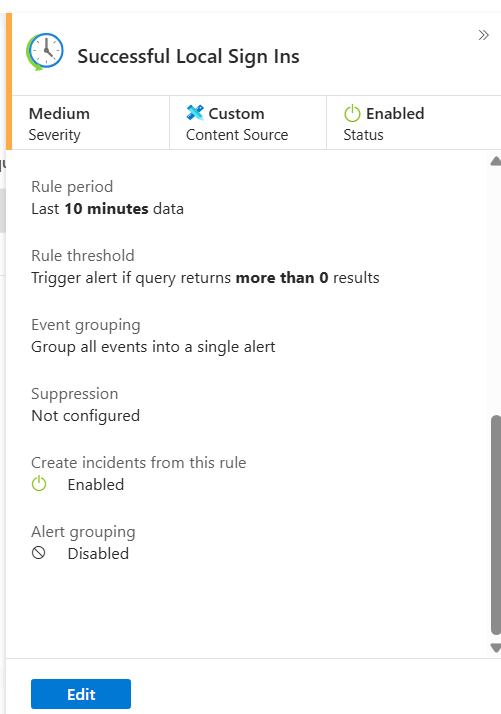 Successful Local Sign Ins
Medium
Severity
Custom
Content Source
Enabled
Status
Rule period
Last 10 minutes data
Rule threshold
Trigger alert if query returns more than 0 results
Event grouping
Group all events into a single alert
Suppression
Not configured
Create incidents from this rule
Enabled
Alert grouping
Disabled
Edit